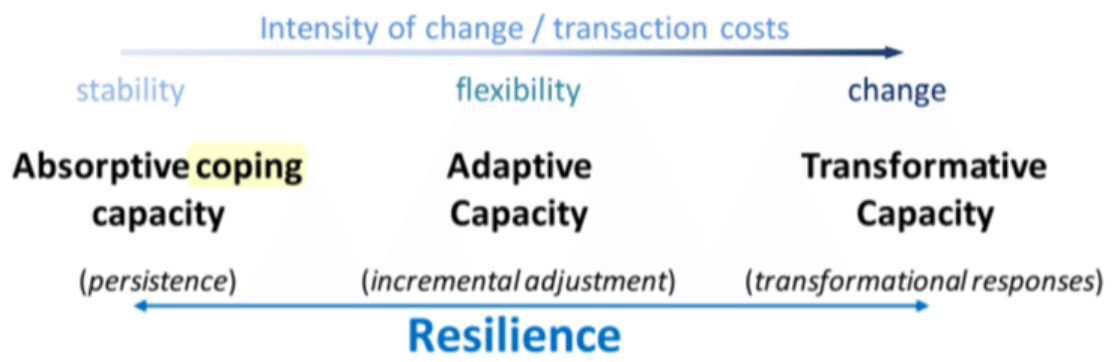 Intensity of change / transaction costs
stability flexibility change
Absorptive coping Adaptive Transformative
capacity Capacity Capacity
(persistence) (incremental adjustment) (transformational responses)
Resilience